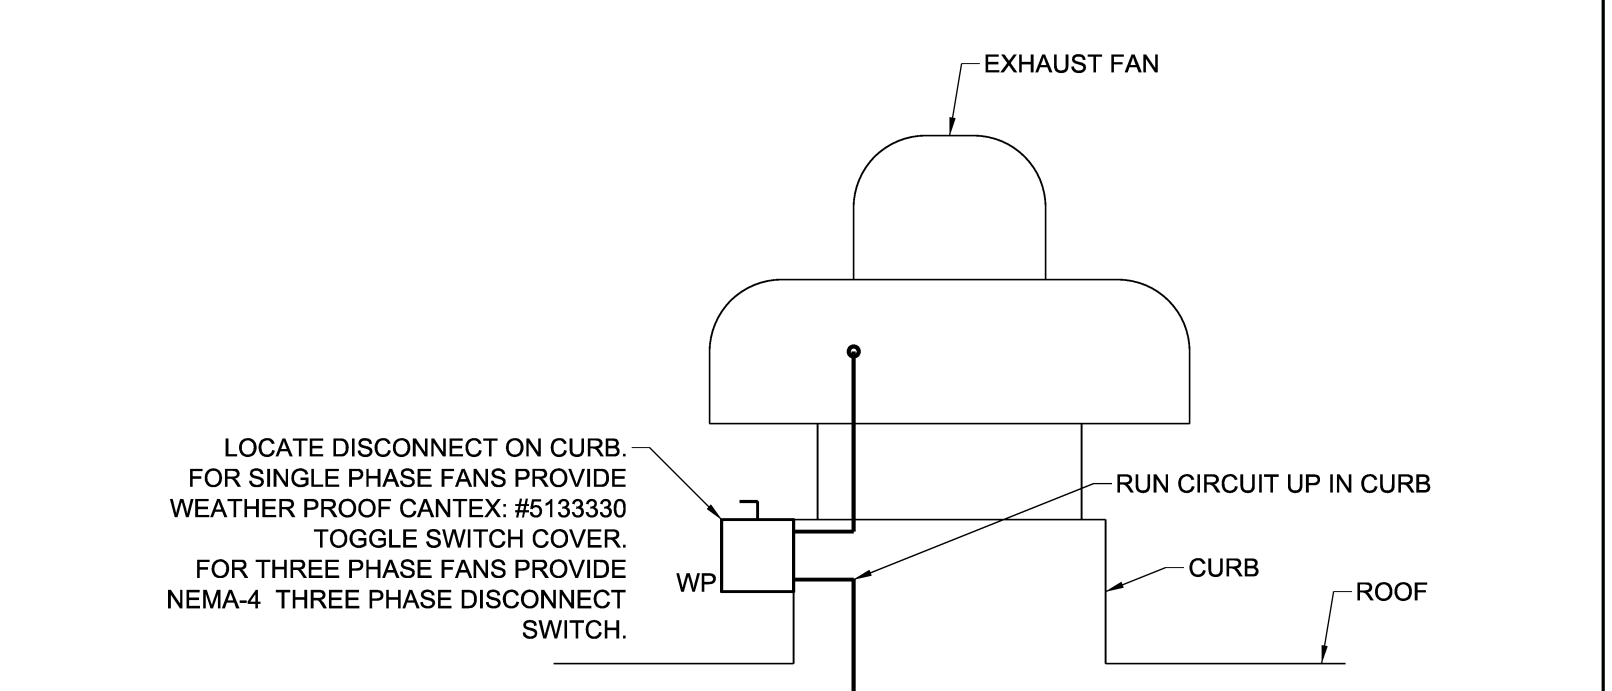 EXHAUST FAN
LOCATE DISCONNECT ON CURB.
FOR SINGLE PHASE FANS PROVIDE
WEATHER PROOF CANTEX: #5133330
TOGGLE SWITCH COVER.
FOR THREE PHASE FANS PROVIDE
NEMA-4  THREE PHASE DISCONNECT
SWITCH.
RUN CIRCUIT UP IN CURB
WP
CURB
ROOF